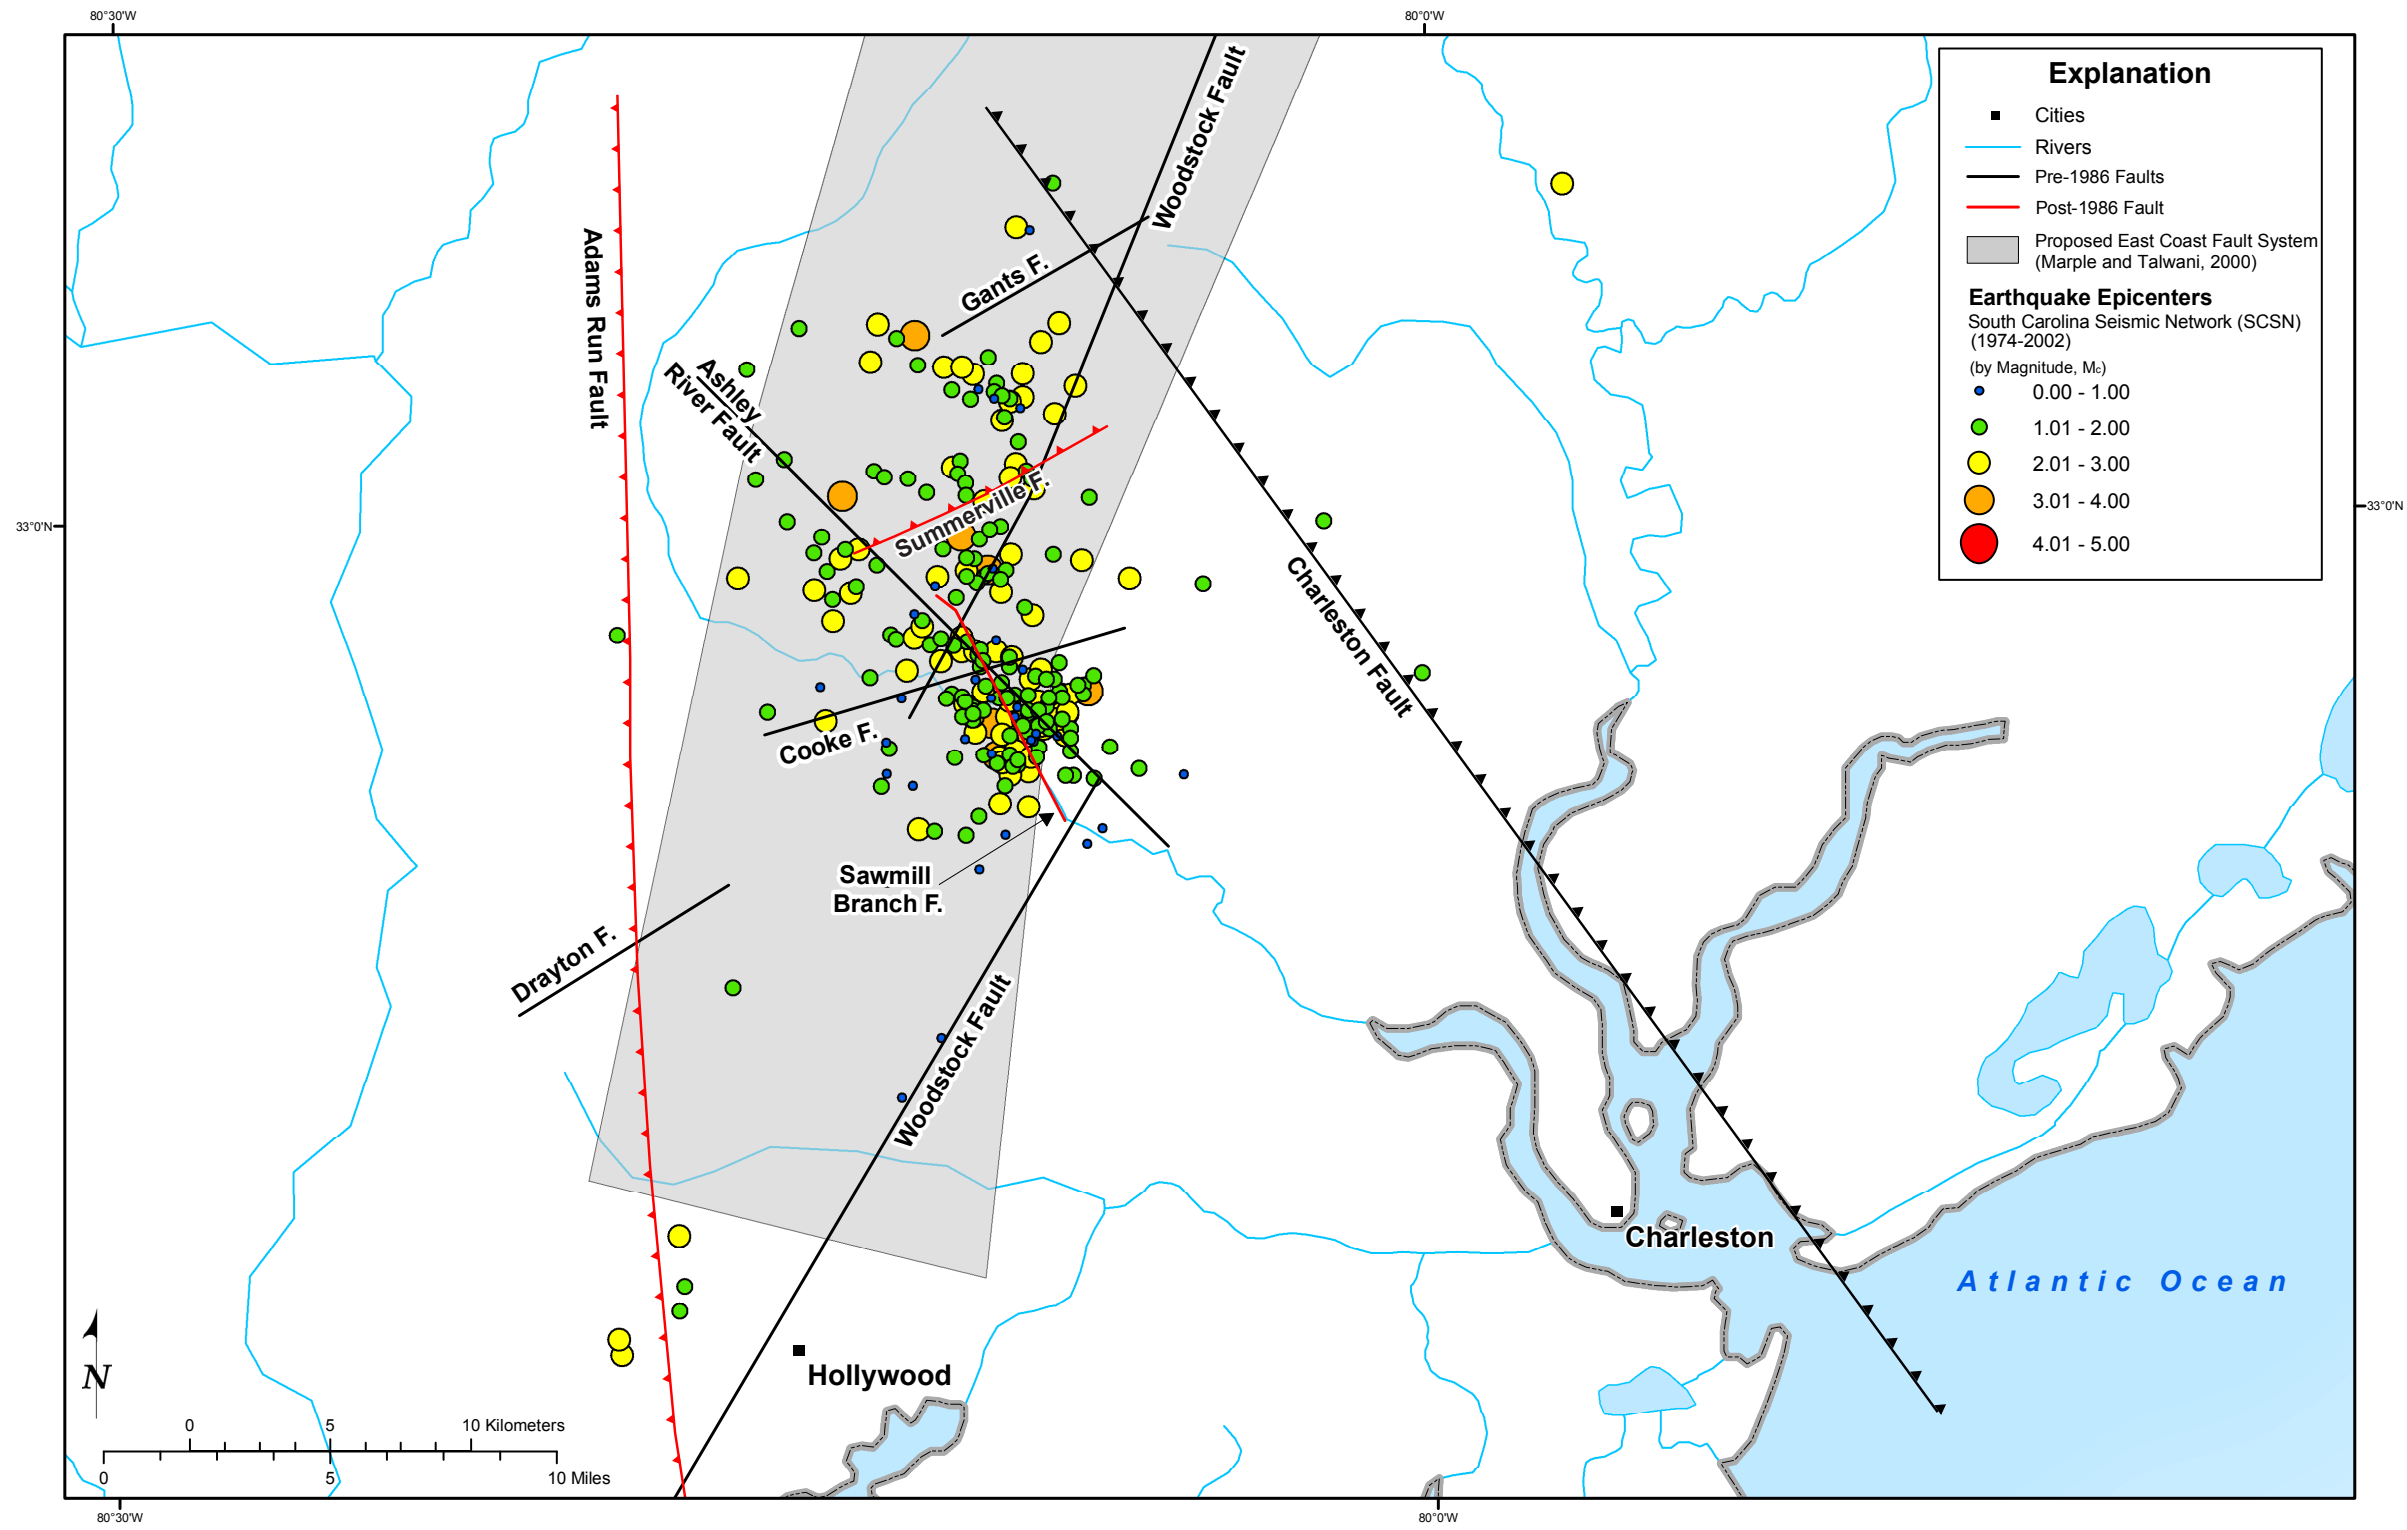 80°30'W
80°0'W
Explanation
Cities
Rivers
Pre-1986 Faults
Post-1986 Fault
Proposed East Coast Fault System
(Marple and Talwani, 2000)
Earthquake Epicenters
South Carolina Seismic Network (SCSN)
(1974-2002)
(by Magnitude, Mc)
0.00 - 1.00
1.01 - 2.00
2.01 - 3.00
3.01 - 4.00
4.01 - 5.00
Woodstock Fault
Gants F.
Adams Run Fault
Ashley
River Fault
Summerville F.
33°0'N
33°0'N
Charleston Fault
Cooke F.
Sawmill
Branch F.
Drayton F.
Woodstock Fault
Charleston
Atlantic Ocean
Hollywood
N
0 5 10 Kilometers
0 5 10 Miles
80°30'W
80°0'W